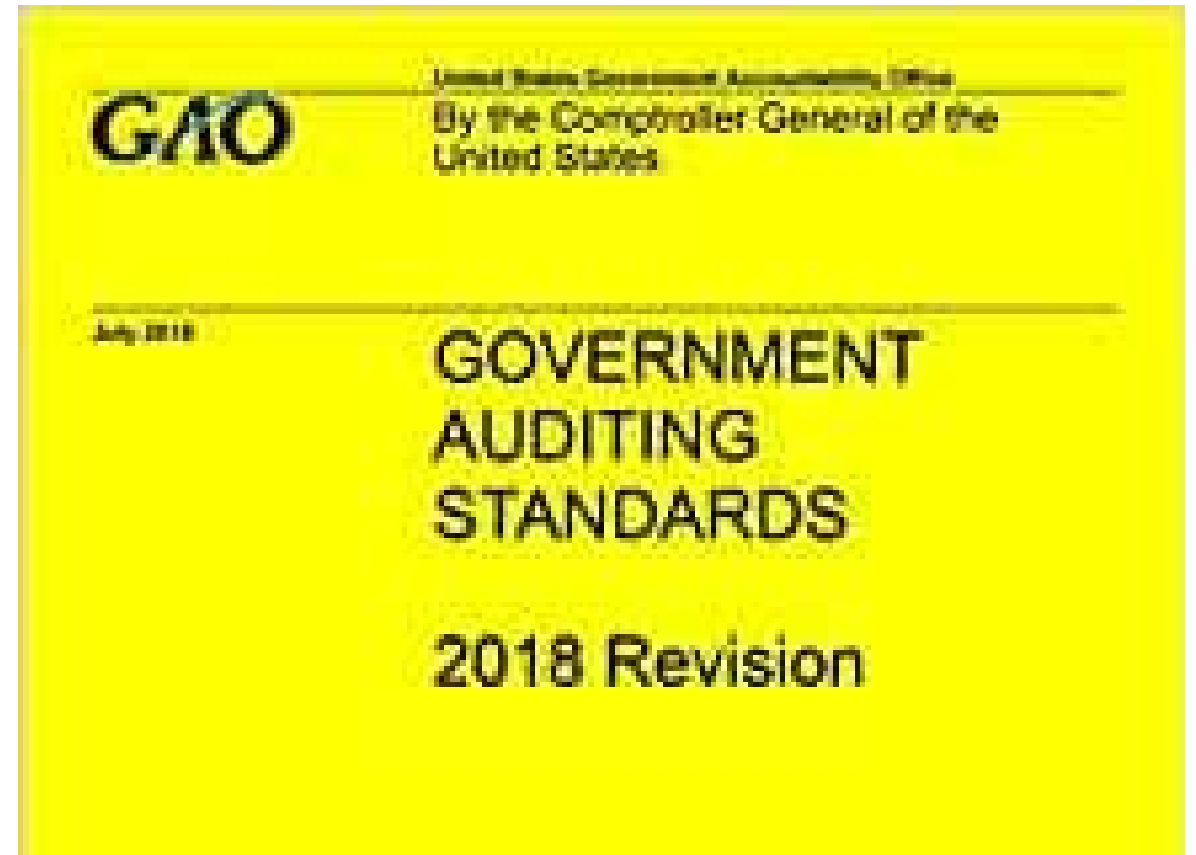 United States Government Accountability Office
GAO
By the Comptroller General of the
United States
July 2018
GOVERNMENT
AUDITING
STANDARDS
2018 Revision